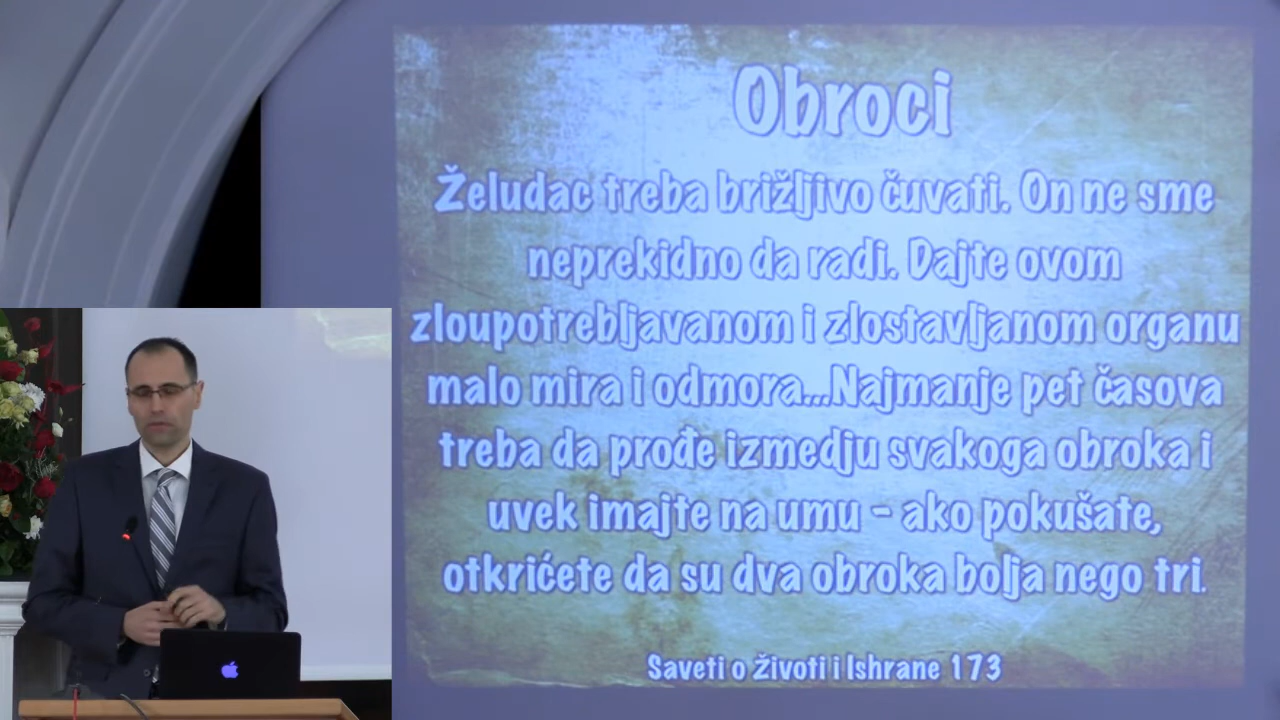 Obroci
Želudac treba brižljivo čuvati. On ne sme
neprekidno da radi. Dajte ovom
zloupotrebljavanom i zlostavljanom organu
malo mira i odmora...Najmanje pet časova
treba da prođe izmedju svakoga obroka i
uvek imajte na umu - ako pokušate,
otkrićete da su dva obroka bolja nego tri.
Saveti o Životi i Ishrane 173